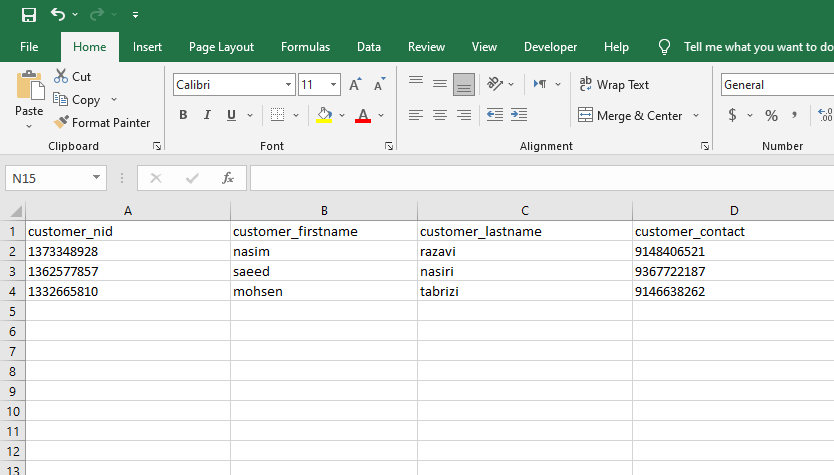 File Home Insert Page Layout Formulas Data Review View Developer Help Tell me what you want to do
Paste Cut Copy Format Painter
Calibri 11 A A
B I U A
ab Wrap Text
Merge & Center
General
$ % , .00
Clipboard Font Alignment Number
N15 fx
A B C D
1 customer_nid customer_firstname customer_lastname customer_contact
2 1373348928 nasim razavi 9148406521
3 1362577857 saeed nasiri 9367722187
4 1332665810 mohsen tabrizi 9146638262
5
6
7
8
9
10
11
12
13